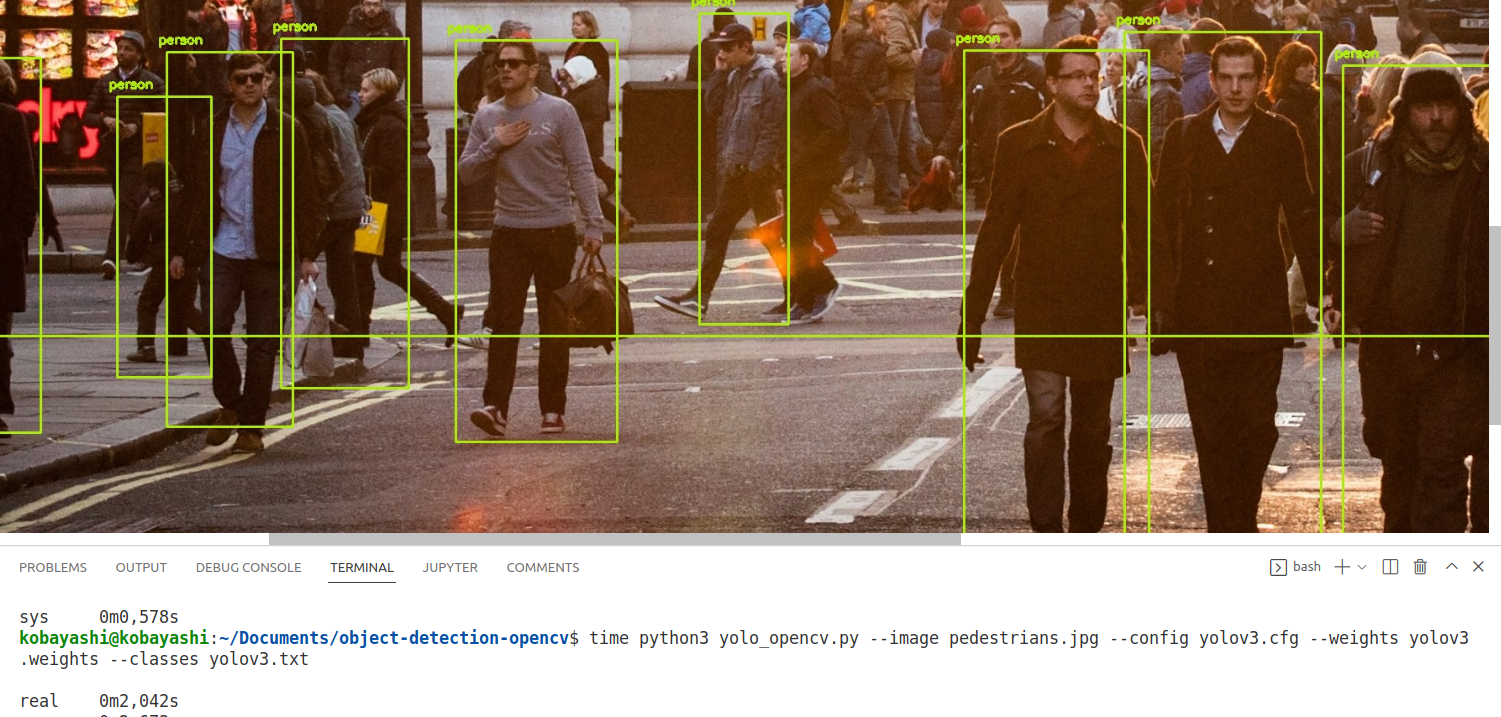 person
person
person
person
person
person
person
person
PROBLEMS OUTPUT DEBUG CONSOLE TERMINAL JUPYTER COMMENTS bash
sys 0m0,578s
kobayashi@kobayashi:~/Documents/object-detection-opencv$ time python3 yolo_opencv.py --image pedestrians.jpg --config yolov3.cfg --weights yolov3
.weights --classes yolov3.txt
real 0m2,042s